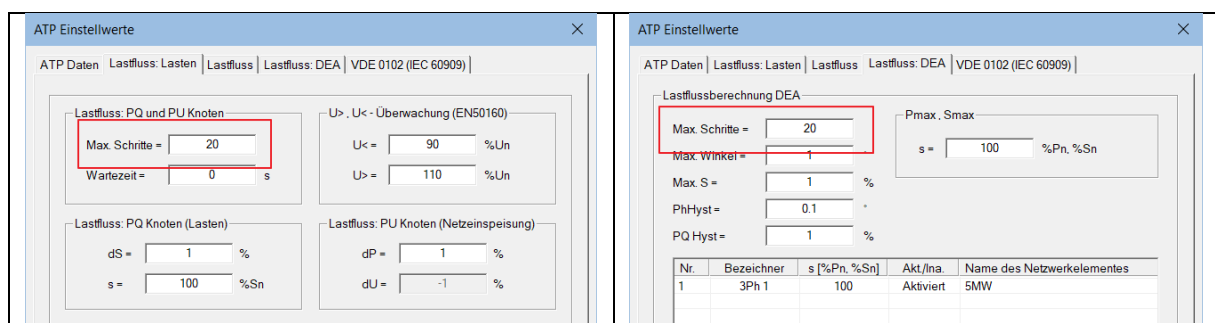 ATP Einstellwerte
ATP Daten Lastfluss: Lasten Lastfluss Lastfluss: DEA VDE 0102 (IEC 60909)
Lastfluss: PQ und PU Knoten
Max. Schritte = 20
Wartezeit = 0 s
U> , U< - Überwachung (EN50160)
U< = 90 %Un
U> = 110 %Un
Lastfluss: PQ Knoten (Lasten)
dS = 1 %
s = 100 %Sn
Lastfluss: PU Knoten (Netzeinspeisung)
dP = 1 %
dU = -1 %
ATP Einstellwerte
ATP Daten Lastfluss: Lasten Lastfluss Lastfluss: DEA VDE 0102 (IEC 60909)
Lastflussberechnung DEA
Max. Schritte = 20
Max. Winkel = 1 °
Max. S = 1 %
PhHyst = 0.1 °
PQ Hyst = 1 %
Pmax , Smax
s = 100 %Pn, %Sn
Nr. Bezeichner s [%Pn, %Sn] Akt./Ina. Name des Netzwerkelementes
1 3Ph 1 100 Aktiviert 5MW